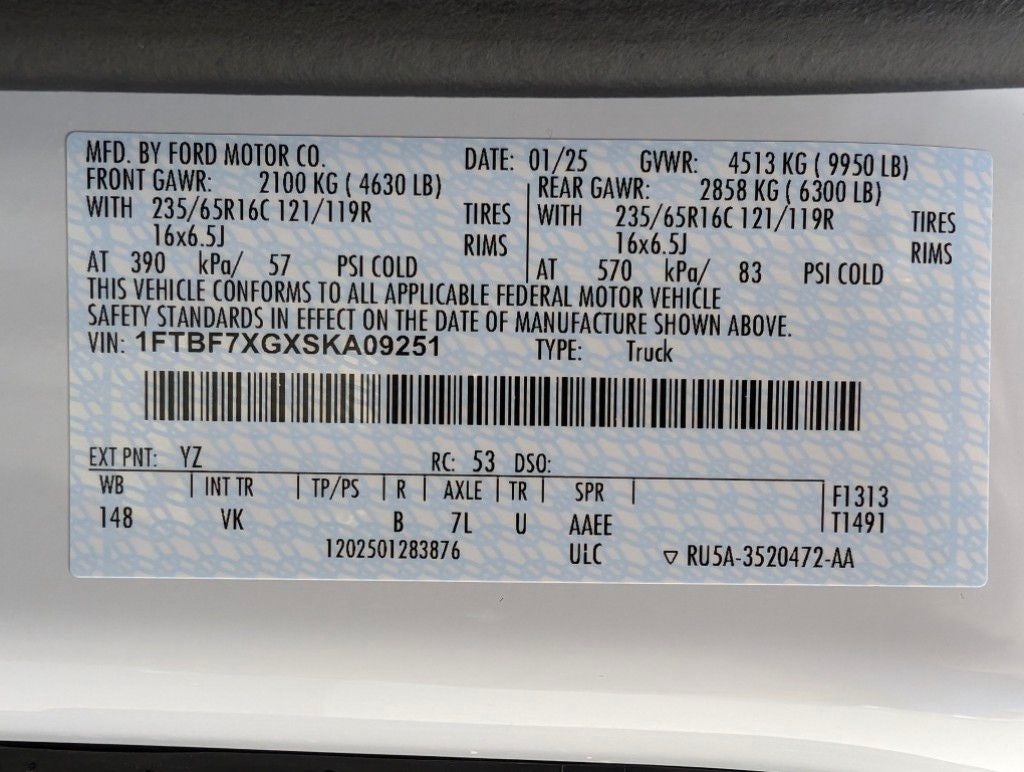 MFD. BY FORD MOTOR CO. DATE: 01/25 GVWR: 4513 KG ( 9950 LB)
FRONT GAWR: 2100 KG ( 4630 LB) REAR GAWR: 2858 KG ( 6300 LB)
WITH 235/65R16C 121/119R TIRES WITH 235/65R16C 121/119R TIRES
16x6.5J RIMS 16x6.5J RIMS
AT 390 kPa/ 57 PSI COLD AT 570 kPa/ 83 PSI COLD
THIS VEHICLE CONFORMS TO ALL APPLICABLE FEDERAL MOTOR VEHICLE
SAFETY STANDARDS IN EFFECT ON THE DATE OF MANUFACTURE SHOWN ABOVE.
VIN: 1FTBF7XGXSKA09251 TYPE: Truck
EXT PNT: YZ RC: 53 DSO:
WB INT TR TP/PS R AXLE TR SPR F1313
148 VK B 7L U AAEE T1491
1202501283876 ULC ▽ RU5A-3520472-AA